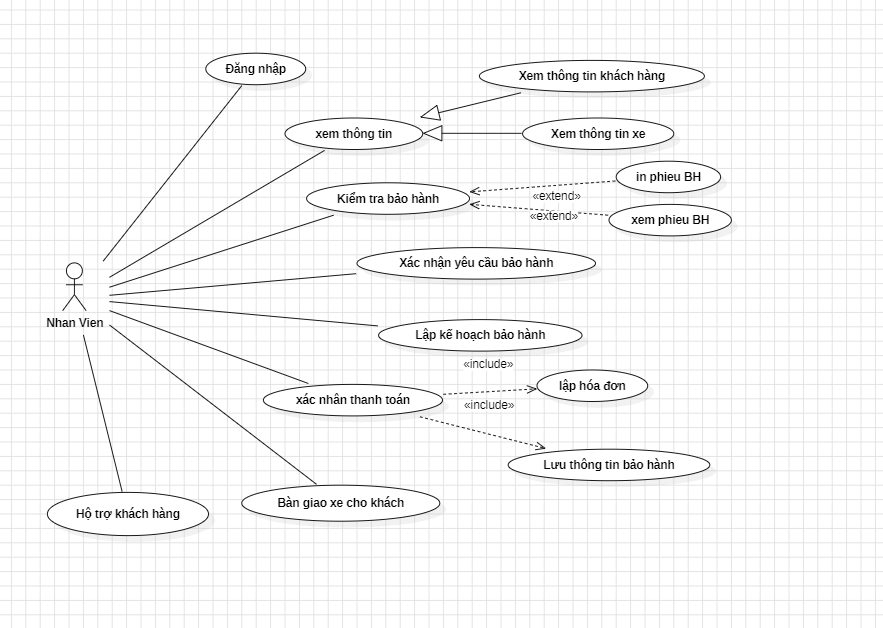 Đăng nhập
Xem thông tin khách hàng
xem thông tin
Xem thông tin xe
in phieu BH
Kiểm tra bảo hành
«extend»
«extend»
xem phieu BH
Xác nhận yêu cầu bảo hành
Nhan Vien
Lập kế hoạch bảo hành
«include»
lập hóa đơn
xác nhân thanh toán
«include»
Lưu thông tin bảo hành
Bàn giao xe cho khách
Hộ trợ khách hàng